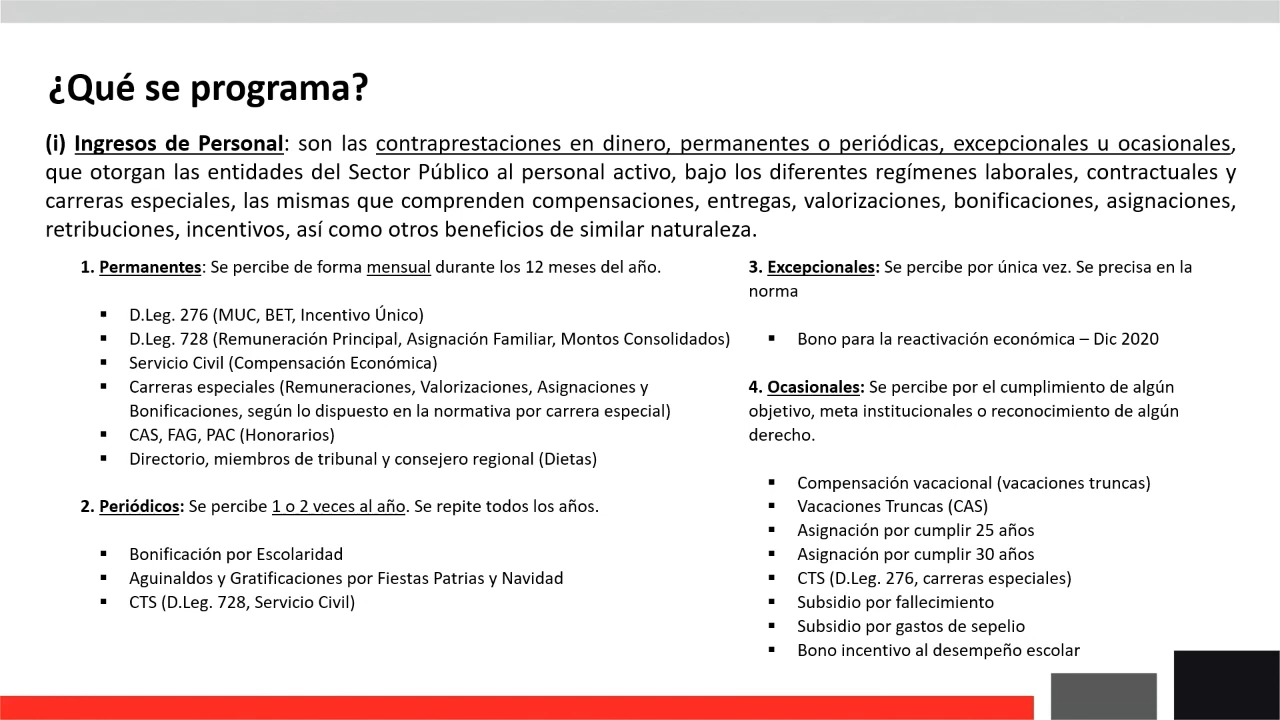 ¿Qué se programa?
(i) Ingresos de Personal: son las contraprestaciones en dinero, permanentes o periódicas, excepcionales u ocasionales,
que otorgan las entidades del Sector Público al personal activo, bajo los diferentes regímenes laborales, contractuales y
carreras especiales, las mismas que comprenden compensaciones, entregas, valorizaciones, bonificaciones, asignaciones,
retribuciones, incentivos, así como otros beneficios de similar naturaleza.
1. Permanentes: Se percibe de forma mensual durante los 12 meses del año.
▪ D.Leg. 276 (MUC, BET, Incentivo Único)
▪ D.Leg. 728 (Remuneración Principal, Asignación Familiar, Montos Consolidados)
▪ Servicio Civil (Compensación Económica)
▪ Carreras especiales (Remuneraciones, Valorizaciones, Asignaciones y
Bonificaciones, según lo dispuesto en la normativa por carrera especial)
▪ CAS, FAG, PAC (Honorarios)
▪ Directorio, miembros de tribunal y consejero regional (Dietas)
2. Periódicos: Se percibe 1 o 2 veces al año. Se repite todos los años.
▪ Bonificación por Escolaridad
▪ Aguinaldos y Gratificaciones por Fiestas Patrias y Navidad
▪ CTS (D.Leg. 728, Servicio Civil)
3. Excepcionales: Se percibe por única vez. Se precisa en la
norma
▪ Bono para la reactivación económica – Dic 2020
4. Ocasionales: Se percibe por el cumplimiento de algún
objetivo, meta institucionales o reconocimiento de algún
derecho.
▪ Compensación vacacional (vacaciones truncas)
▪ Vacaciones Truncas (CAS)
▪ Asignación por cumplir 25 años
▪ Asignación por cumplir 30 años
▪ CTS (D.Leg. 276, carreras especiales)
▪ Subsidio por fallecimiento
▪ Subsidio por gastos de sepelio
▪ Bono incentivo al desempeño escolar